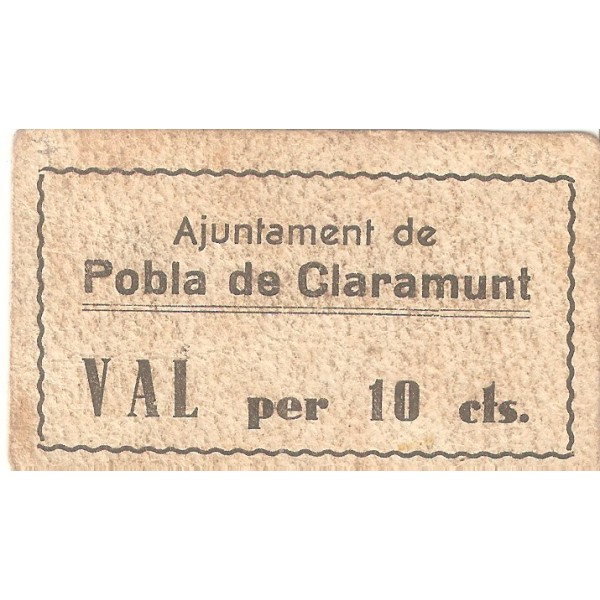 Ajuntament de
Pobla de Claramunt
VAL per 10 cts.